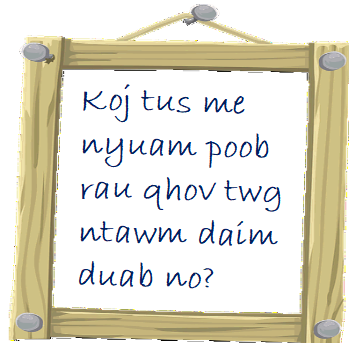 Koj tus me
nyuam poob
rau qhov twg
ntawm daim
duab no?